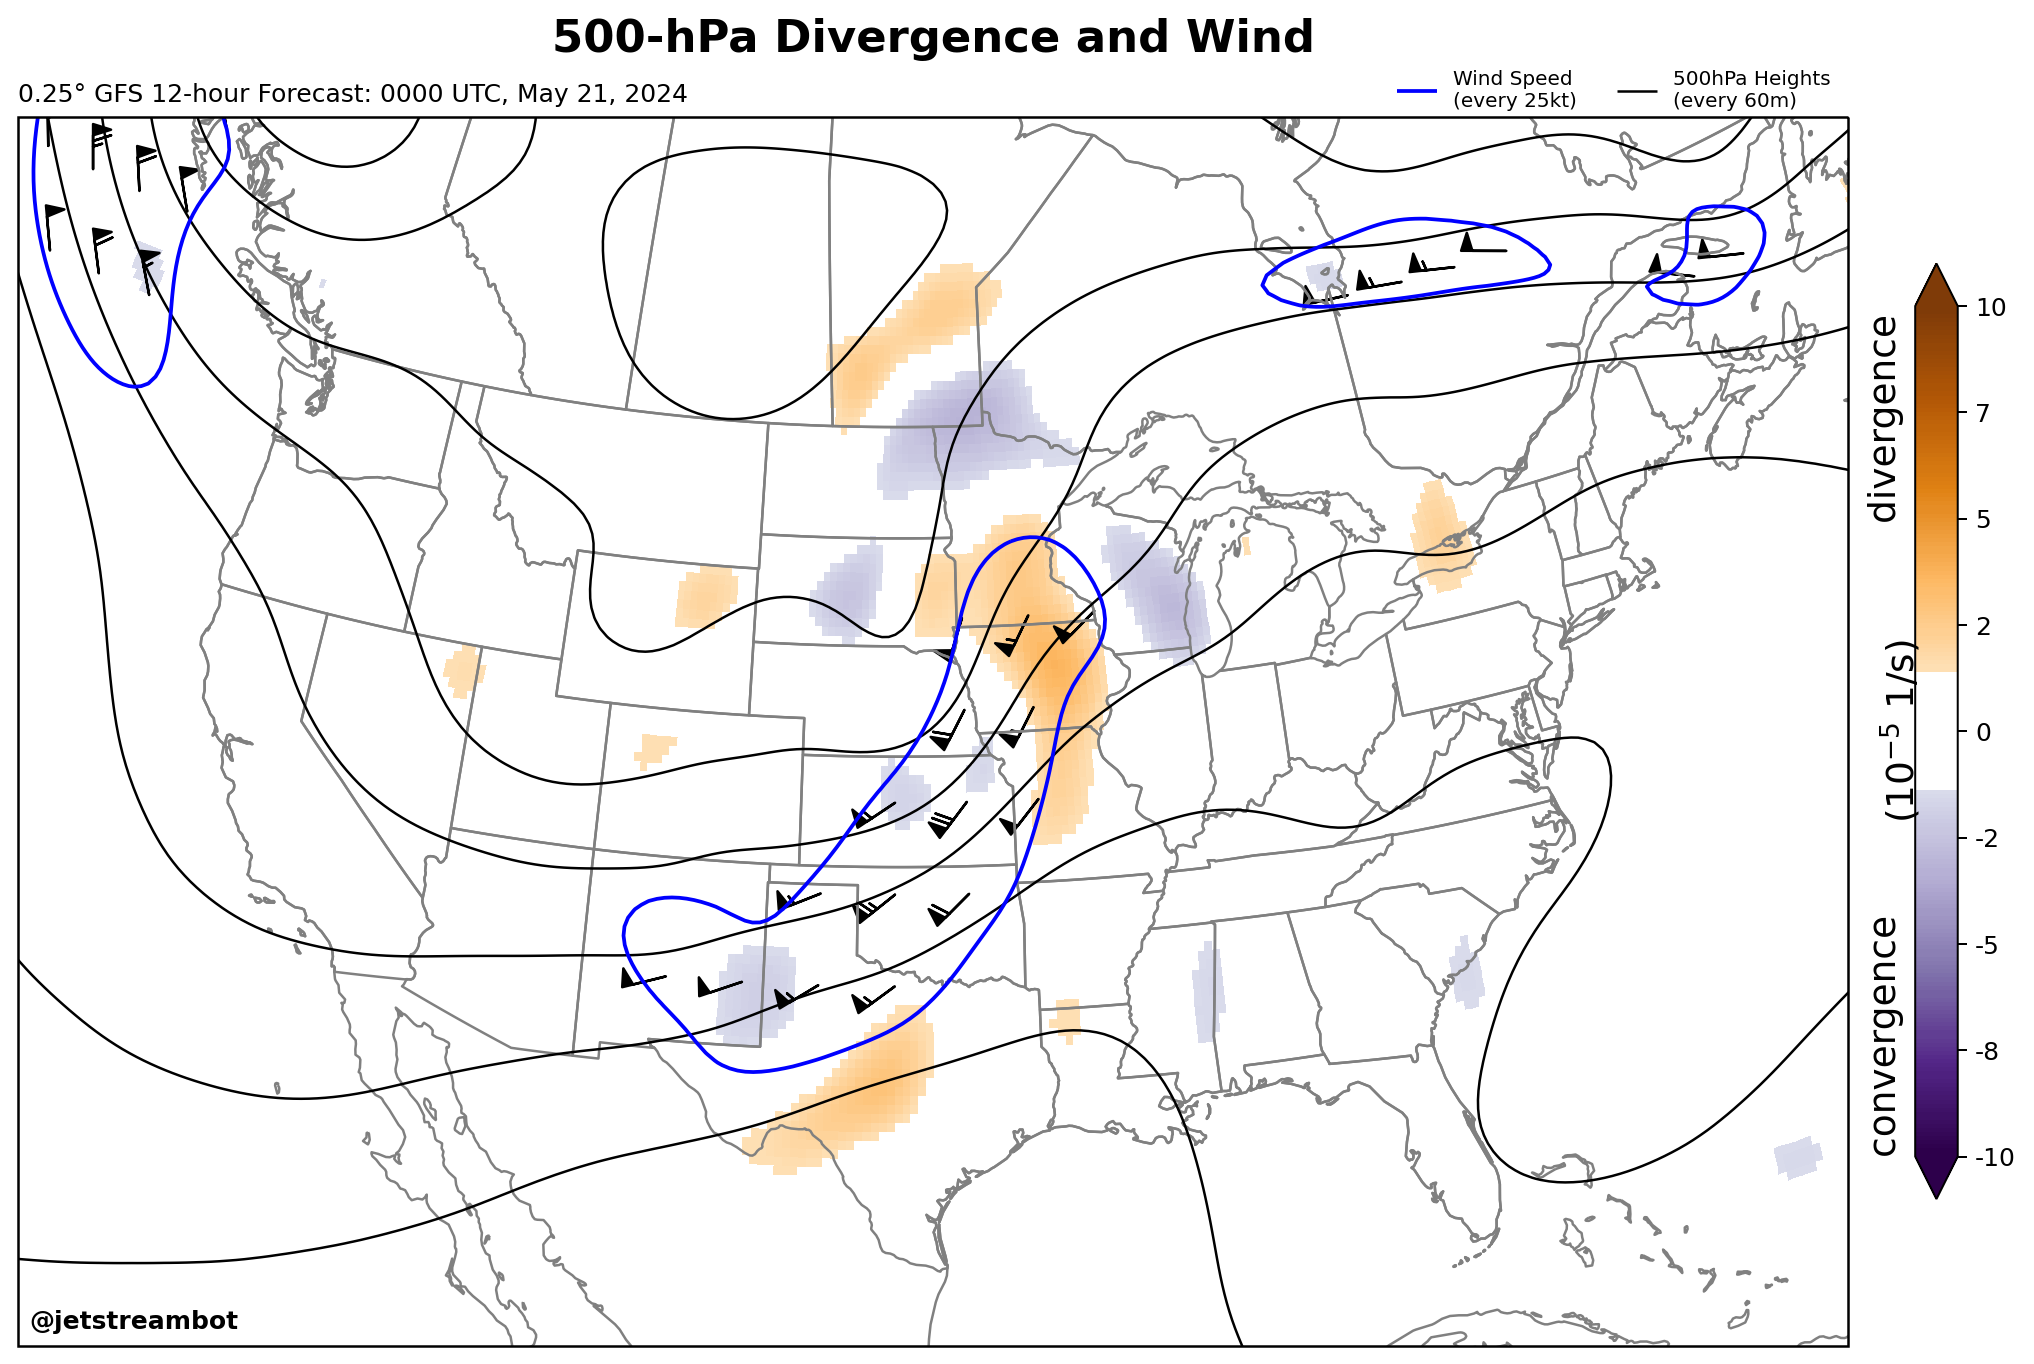 500-hPa Divergence and Wind
0.25° GFS 12-hour Forecast: 0000 UTC, May 21, 2024
Wind Speed
(every 25kt)
500hPa Heights
(every 60m)
10
7
5
2
0
-2
-5
-8
-10
divergence
(10⁻⁵ 1/s)
convergence
@jetstreambot